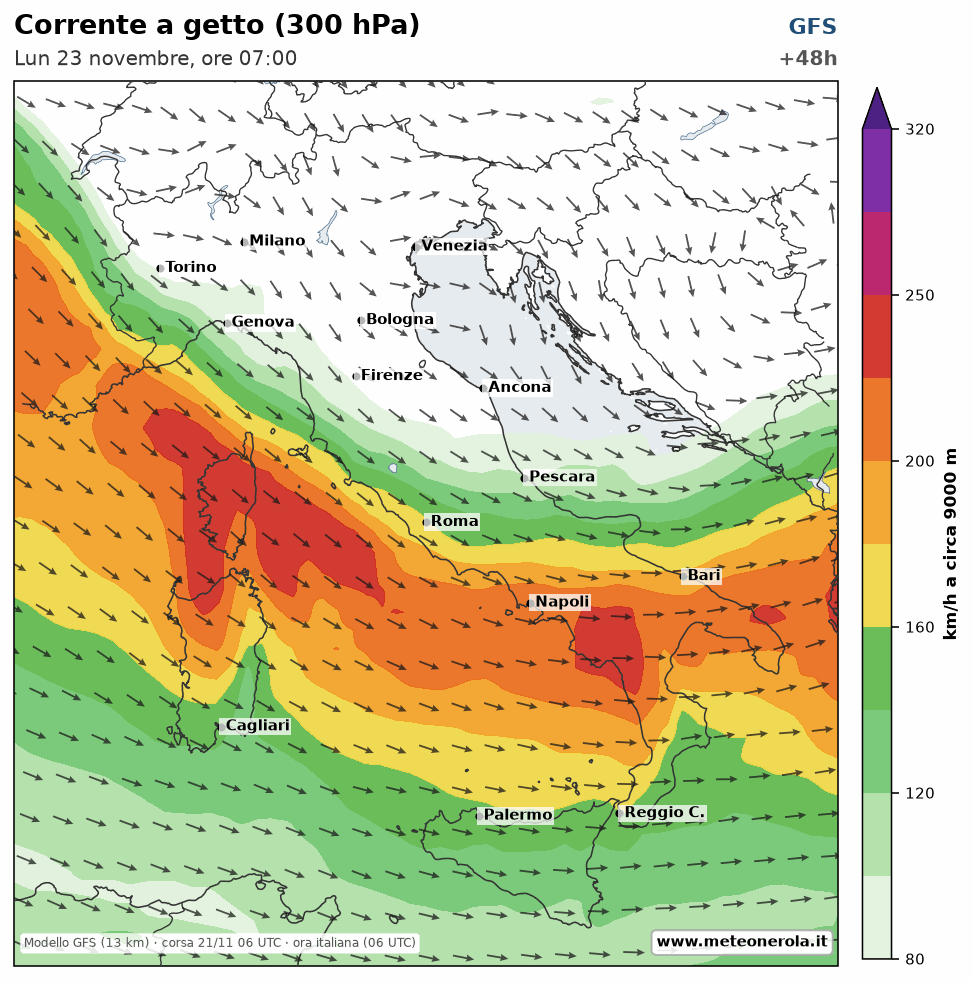 Corrente a getto (300 hPa)
GFS
Lun 23 novembre, ore 07:00
+48h
320
Milano
Venezia
Torino
250
Genova
Bologna
Firenze
Ancona
200
Pescara
Roma
Bari
Napoli
160
Cagliari
120
Palermo
Reggio C.
80
km/h a circa 9000 m
Modello GFS (13 km) · corsa 21/11 06 UTC · ora italiana (06 UTC)
www.meteonerola.it